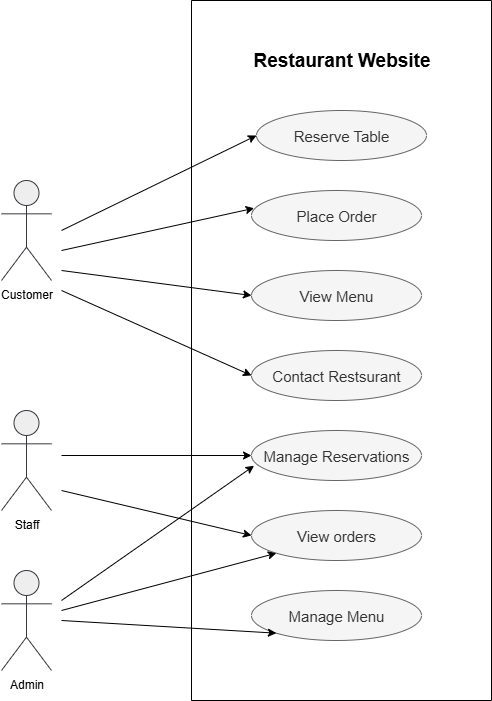 Restaurant Website
Reserve Table
Place Order
View Menu
Customer
Contact Restsurant
Manage Reservations
Staff
View orders
Manage Menu
Admin